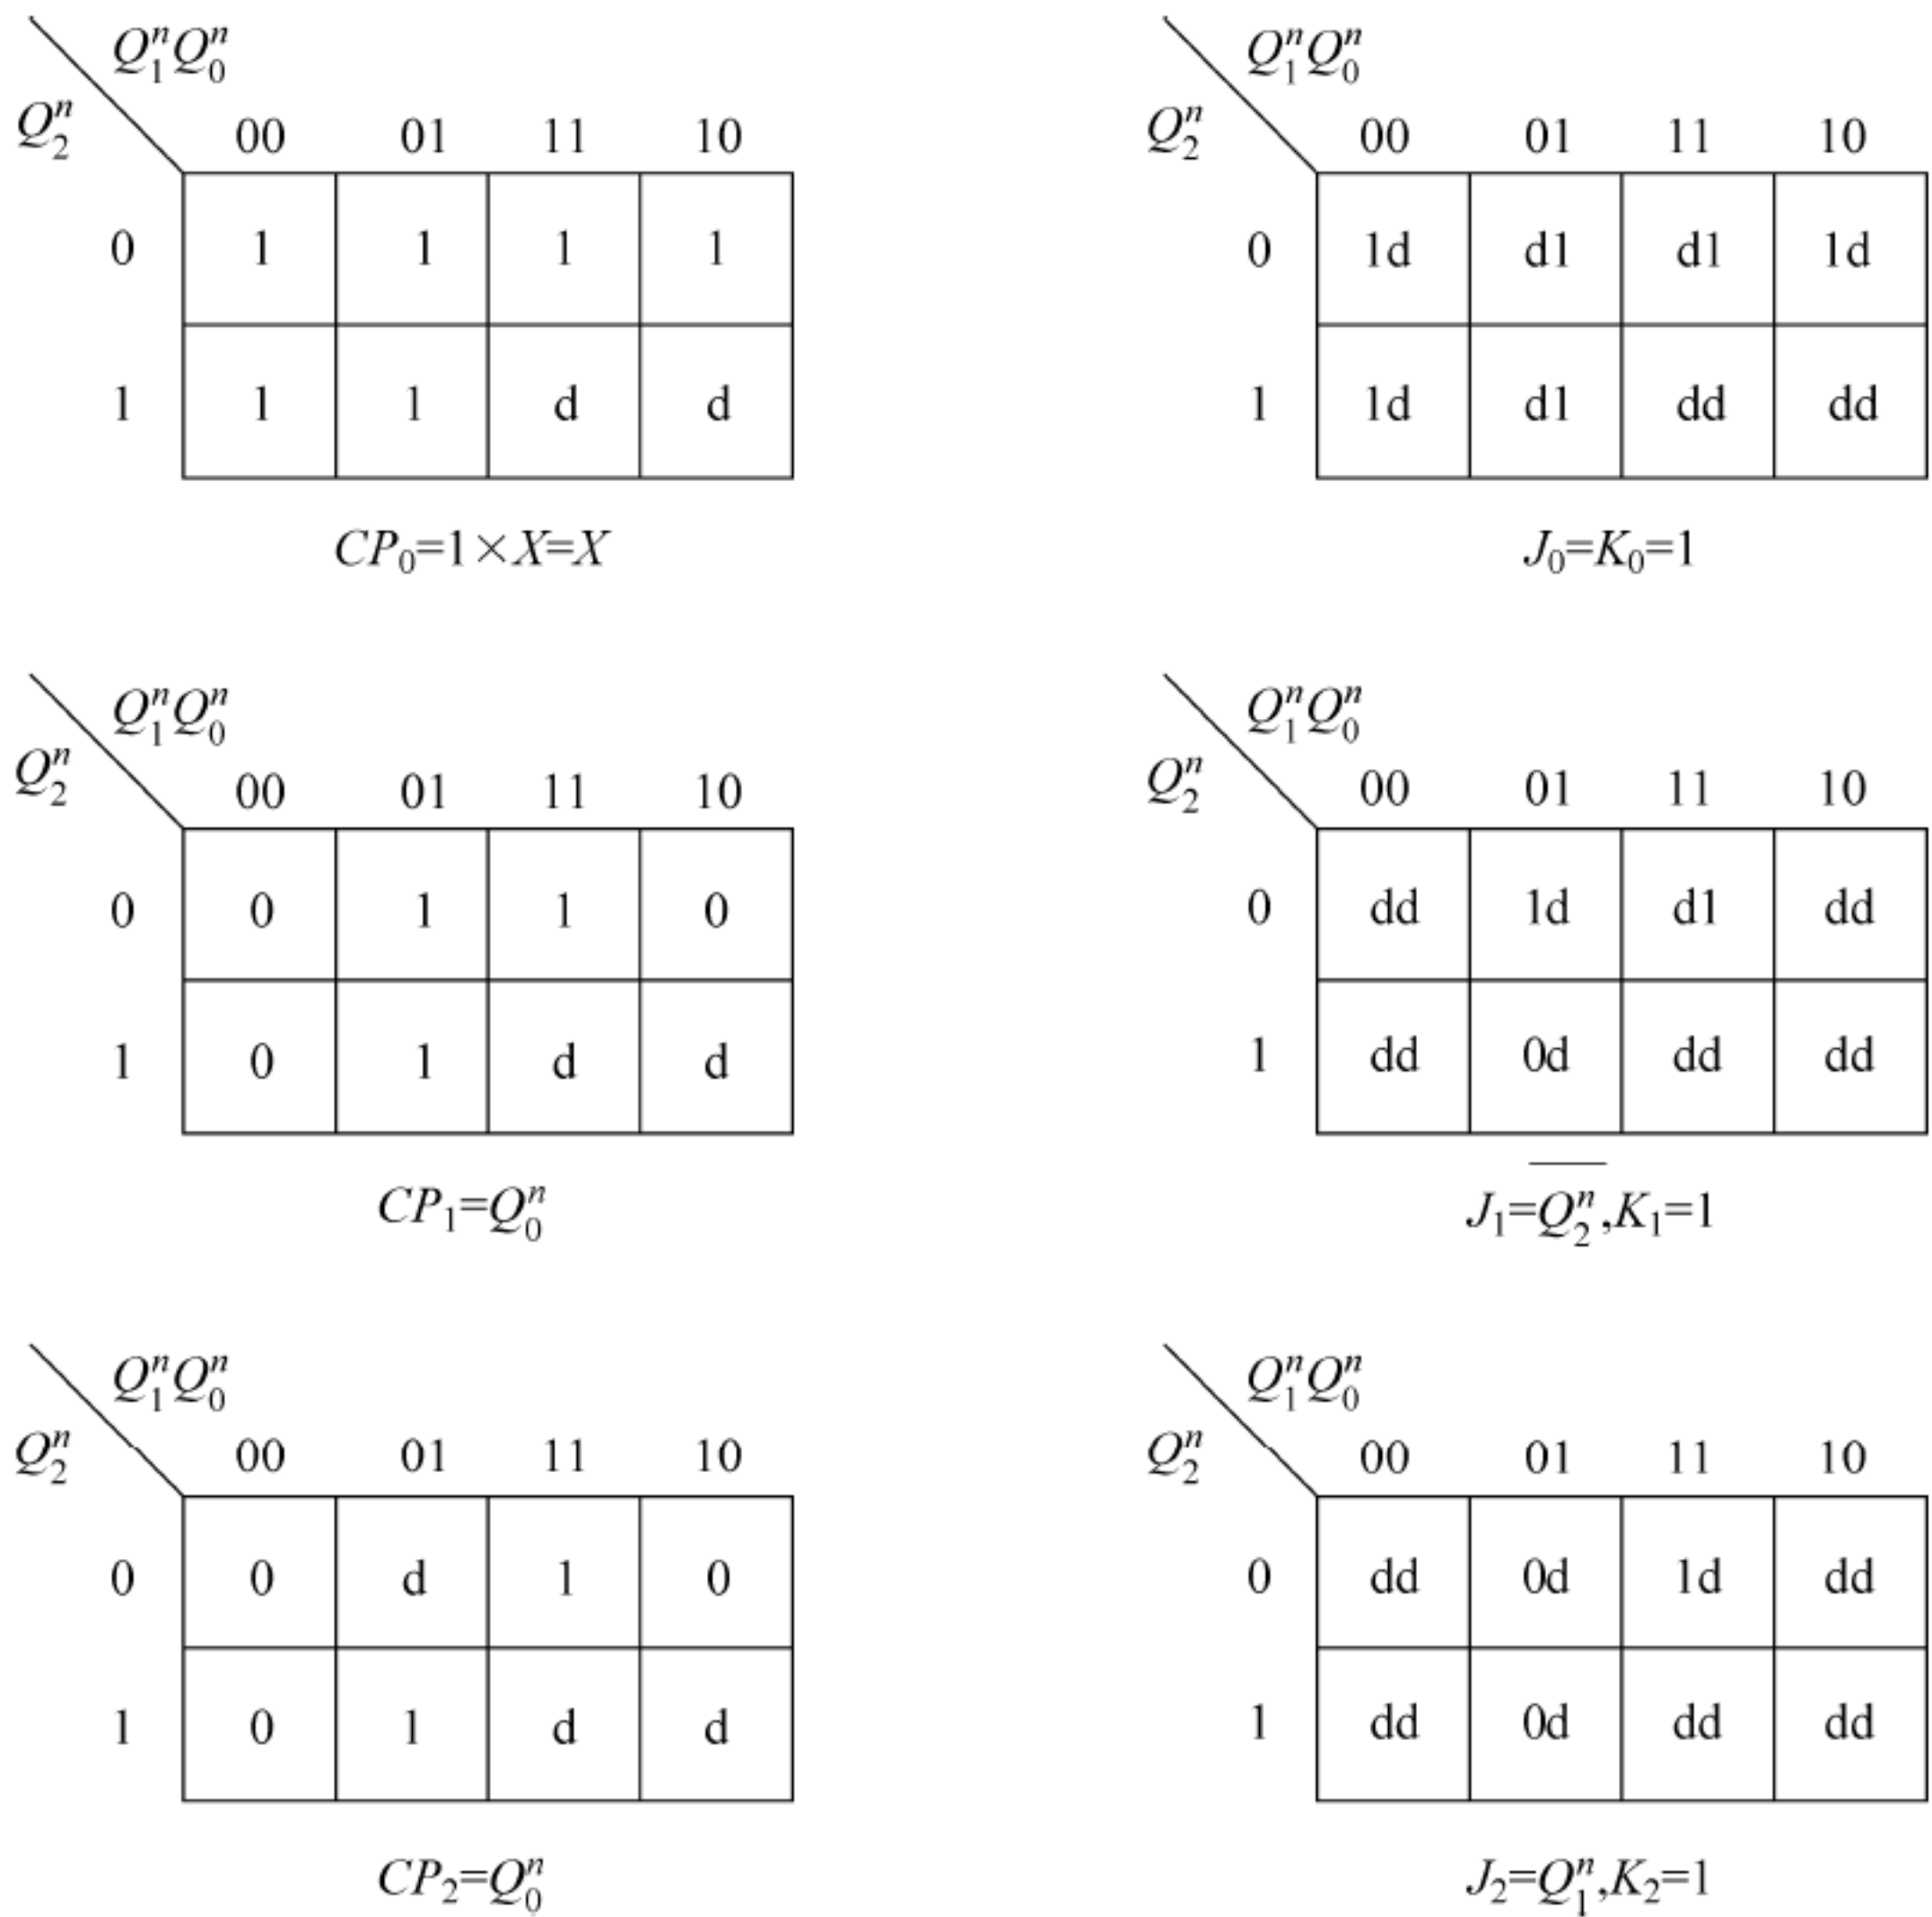 Q₁ⁿQ₀ⁿ Q₁ⁿQ₀ⁿ
Q₂ⁿ 00 01 11 10 Q₂ⁿ 00 01 11 10
0 1 1 1 1 0 1d d1 d1 1d
1 1 1 d d 1 1d d1 dd dd
CP₀=1×X=X J₀=K₀=1
Q₁ⁿQ₀ⁿ Q₁ⁿQ₀ⁿ
Q₂ⁿ 00 01 11 10 Q₂ⁿ 00 01 11 10
0 0 1 1 0 0 dd 1d d1 dd
1 0 1 d d 1 dd 0d dd dd
CP₁=Q₀ⁿ J₁=\overline{Q₂ⁿ},K₁=1
Q₁ⁿQ₀ⁿ Q₁ⁿQ₀ⁿ
Q₂ⁿ 00 01 11 10 Q₂ⁿ 00 01 11 10
0 0 d 1 0 0 dd 0d 1d dd
1 0 1 d d 1 dd 0d dd dd
CP₂=Q₀ⁿ J₂=Q₁ⁿ,K₂=1